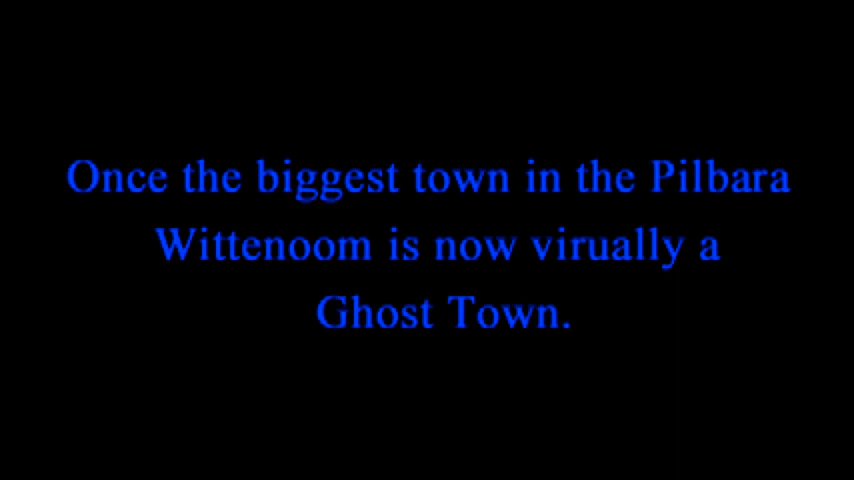 Once the biggest town in the Pilbara
Wittenoom is now virually a
Ghost Town.